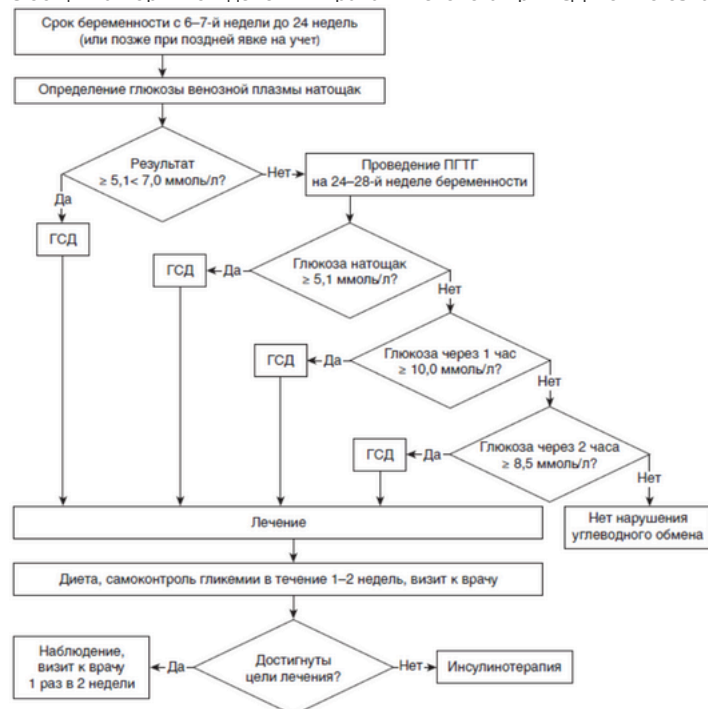 Срок беременности с 6–7-й недели до 24 недель
(или позже при поздней явке на учет)
Определение глюкозы венозной плазмы натощак
Результат
≥ 5,1< 7,0 ммоль/л?
Нет
Проведение ПГТГ
на 24–28-й неделе беременности
Да
ГСД
Глюкоза натощак
≥ 5,1 ммоль/л?
Да
ГСД
Нет
Глюкоза через 1 час
≥ 10,0 ммоль/л?
Да
ГСД
Нет
Глюкоза через 2 часа
≥ 8,5 ммоль/л?
Да
ГСД
Нет
Нет нарушения
углеводного обмена
Лечение
Диета, самоконтроль гликемии в течение 1–2 недель, визит к врачу
Достигнуты
цели лечения?
Да
Наблюдение,
визит к врачу
1 раз в 2 недели
Нет
Инсулинотерапия